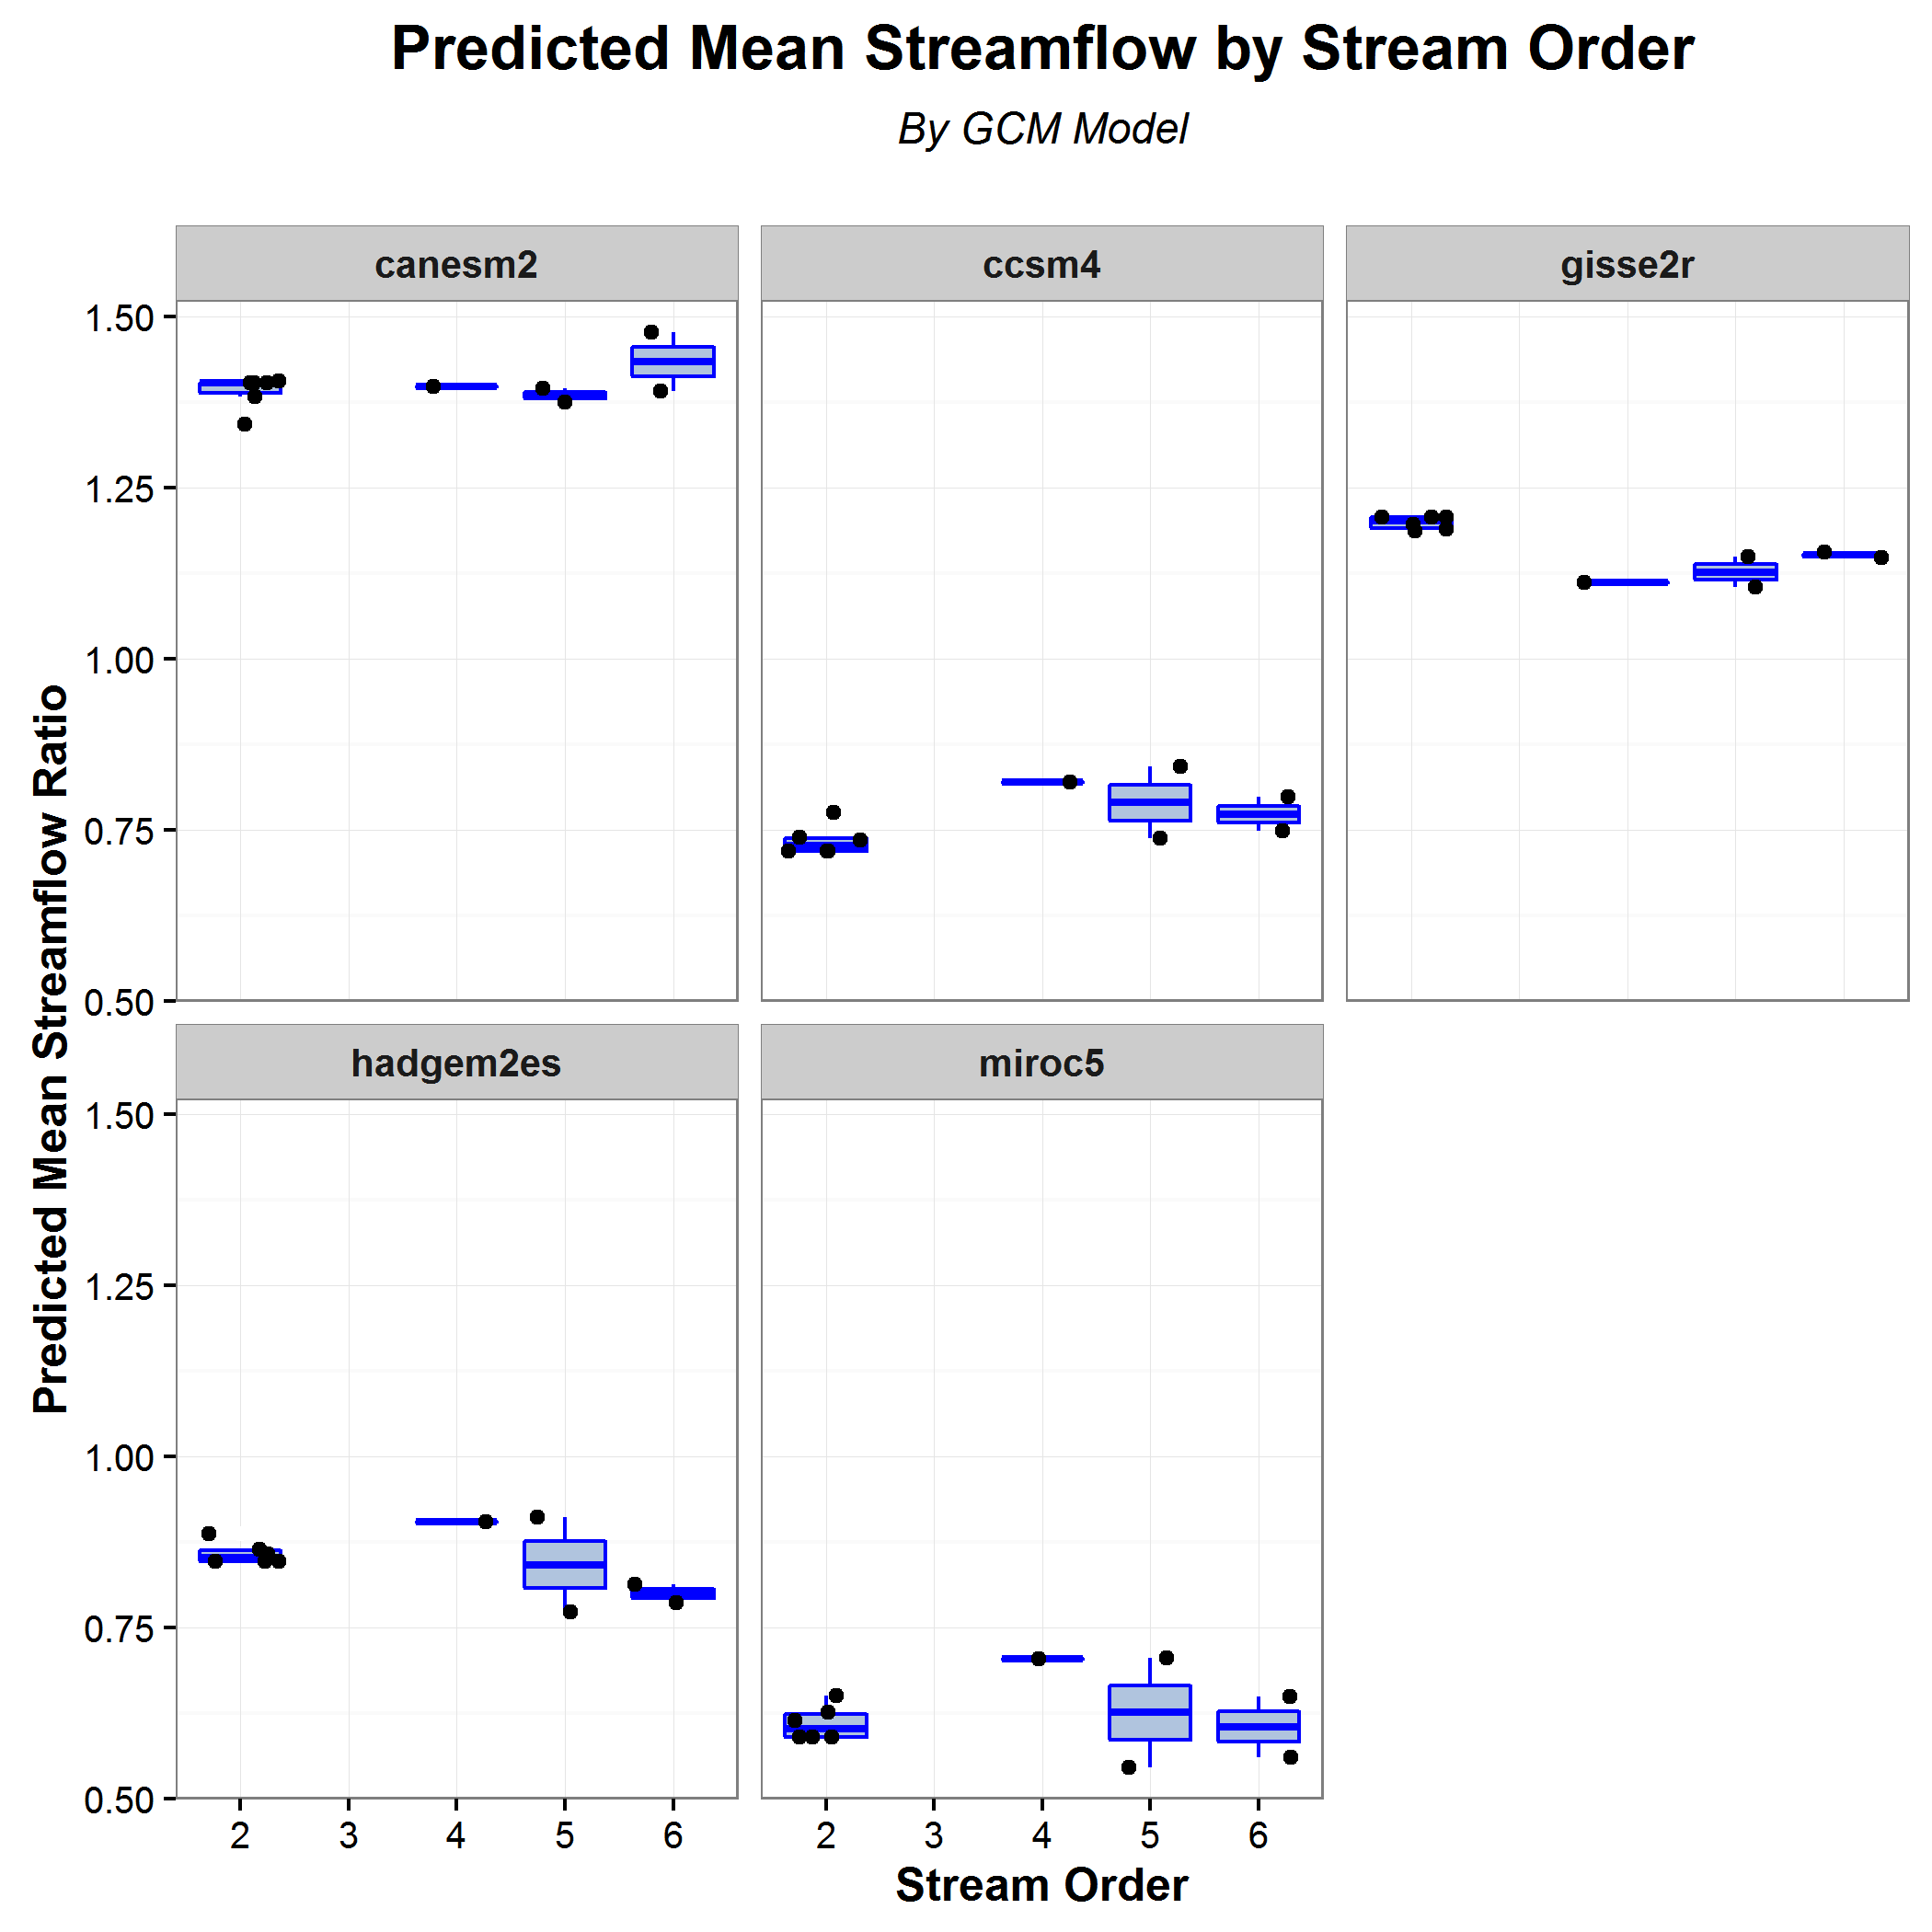 Predicted Mean Streamflow by Stream Order
By GCM Model
Predicted Mean Streamflow Ratio
canesm2
ccsm4
gisse2r
1.50
1.25
1.00
0.75
0.50
hadgem2es
miroc5
1.50
1.25
1.00
0.75
0.50
2 3 4 5 6
2 3 4 5 6
Stream Order